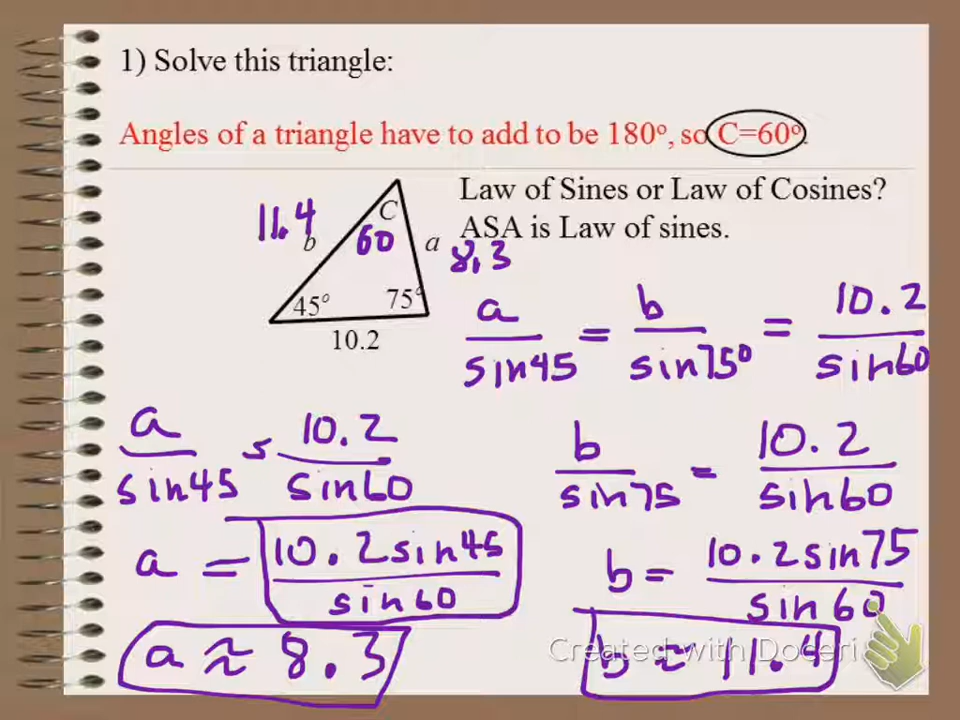 1) Solve this triangle:
Angles of a triangle have to add to be 180°, so C=60°.
Law of Sines or Law of Cosines?
ASA is Law of sines.
11.4
b
C
60
a
8.3
45°
75°
10.2
a/sin45 = b/sin75° = 10.2/sin60
a/sin45 = 10.2/sin60
b/sin75 = 10.2/sin60
a = 10.2sin45/sin60
b = 10.2sin75/sin60
a ≈ 8.3
b ≈ 11.4
Created with Doceri